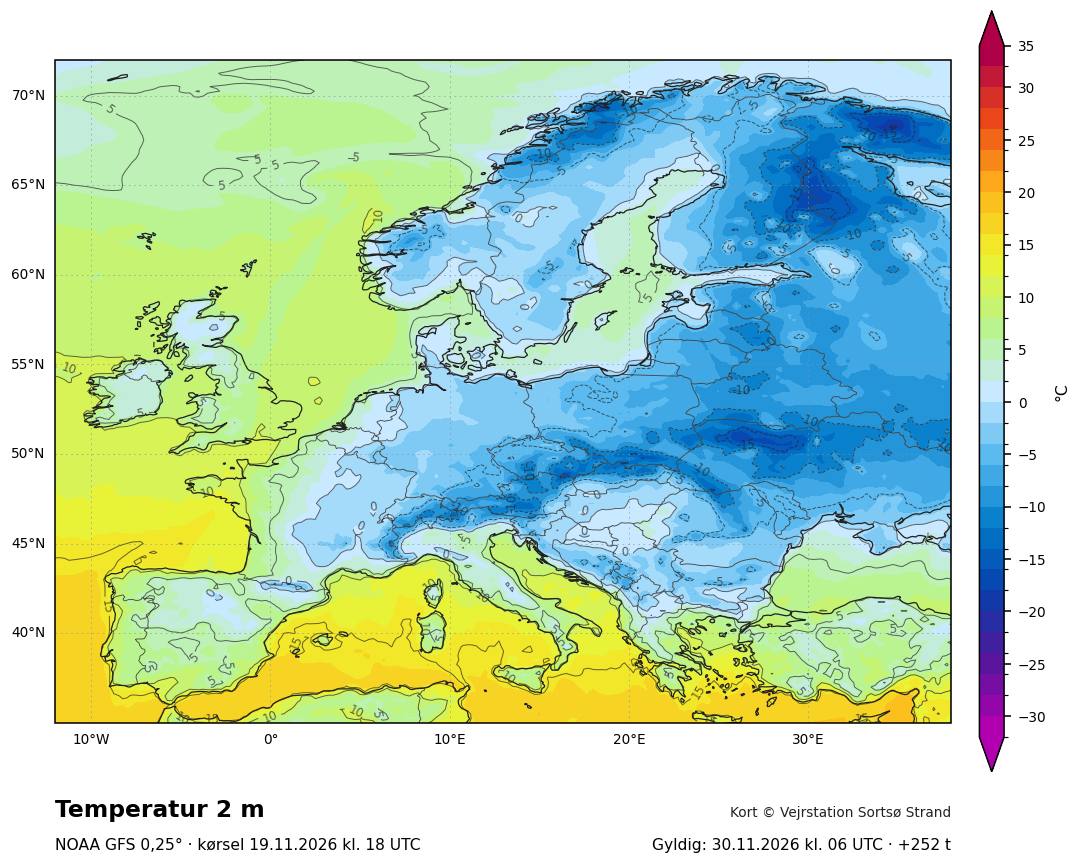 70°N
65°N
60°N
55°N
50°N
45°N
40°N
10°W
0°
10°E
20°E
30°E
35
30
25
20
15
10
5
0
−5
−10
−15
−20
−25
−30
°C
Temperatur 2 m
Kort © Vejrstation Sortsø Strand
NOAA GFS 0,25° · kørsel 19.11.2026 kl. 18 UTC
Gyldig: 30.11.2026 kl. 06 UTC · +252 t